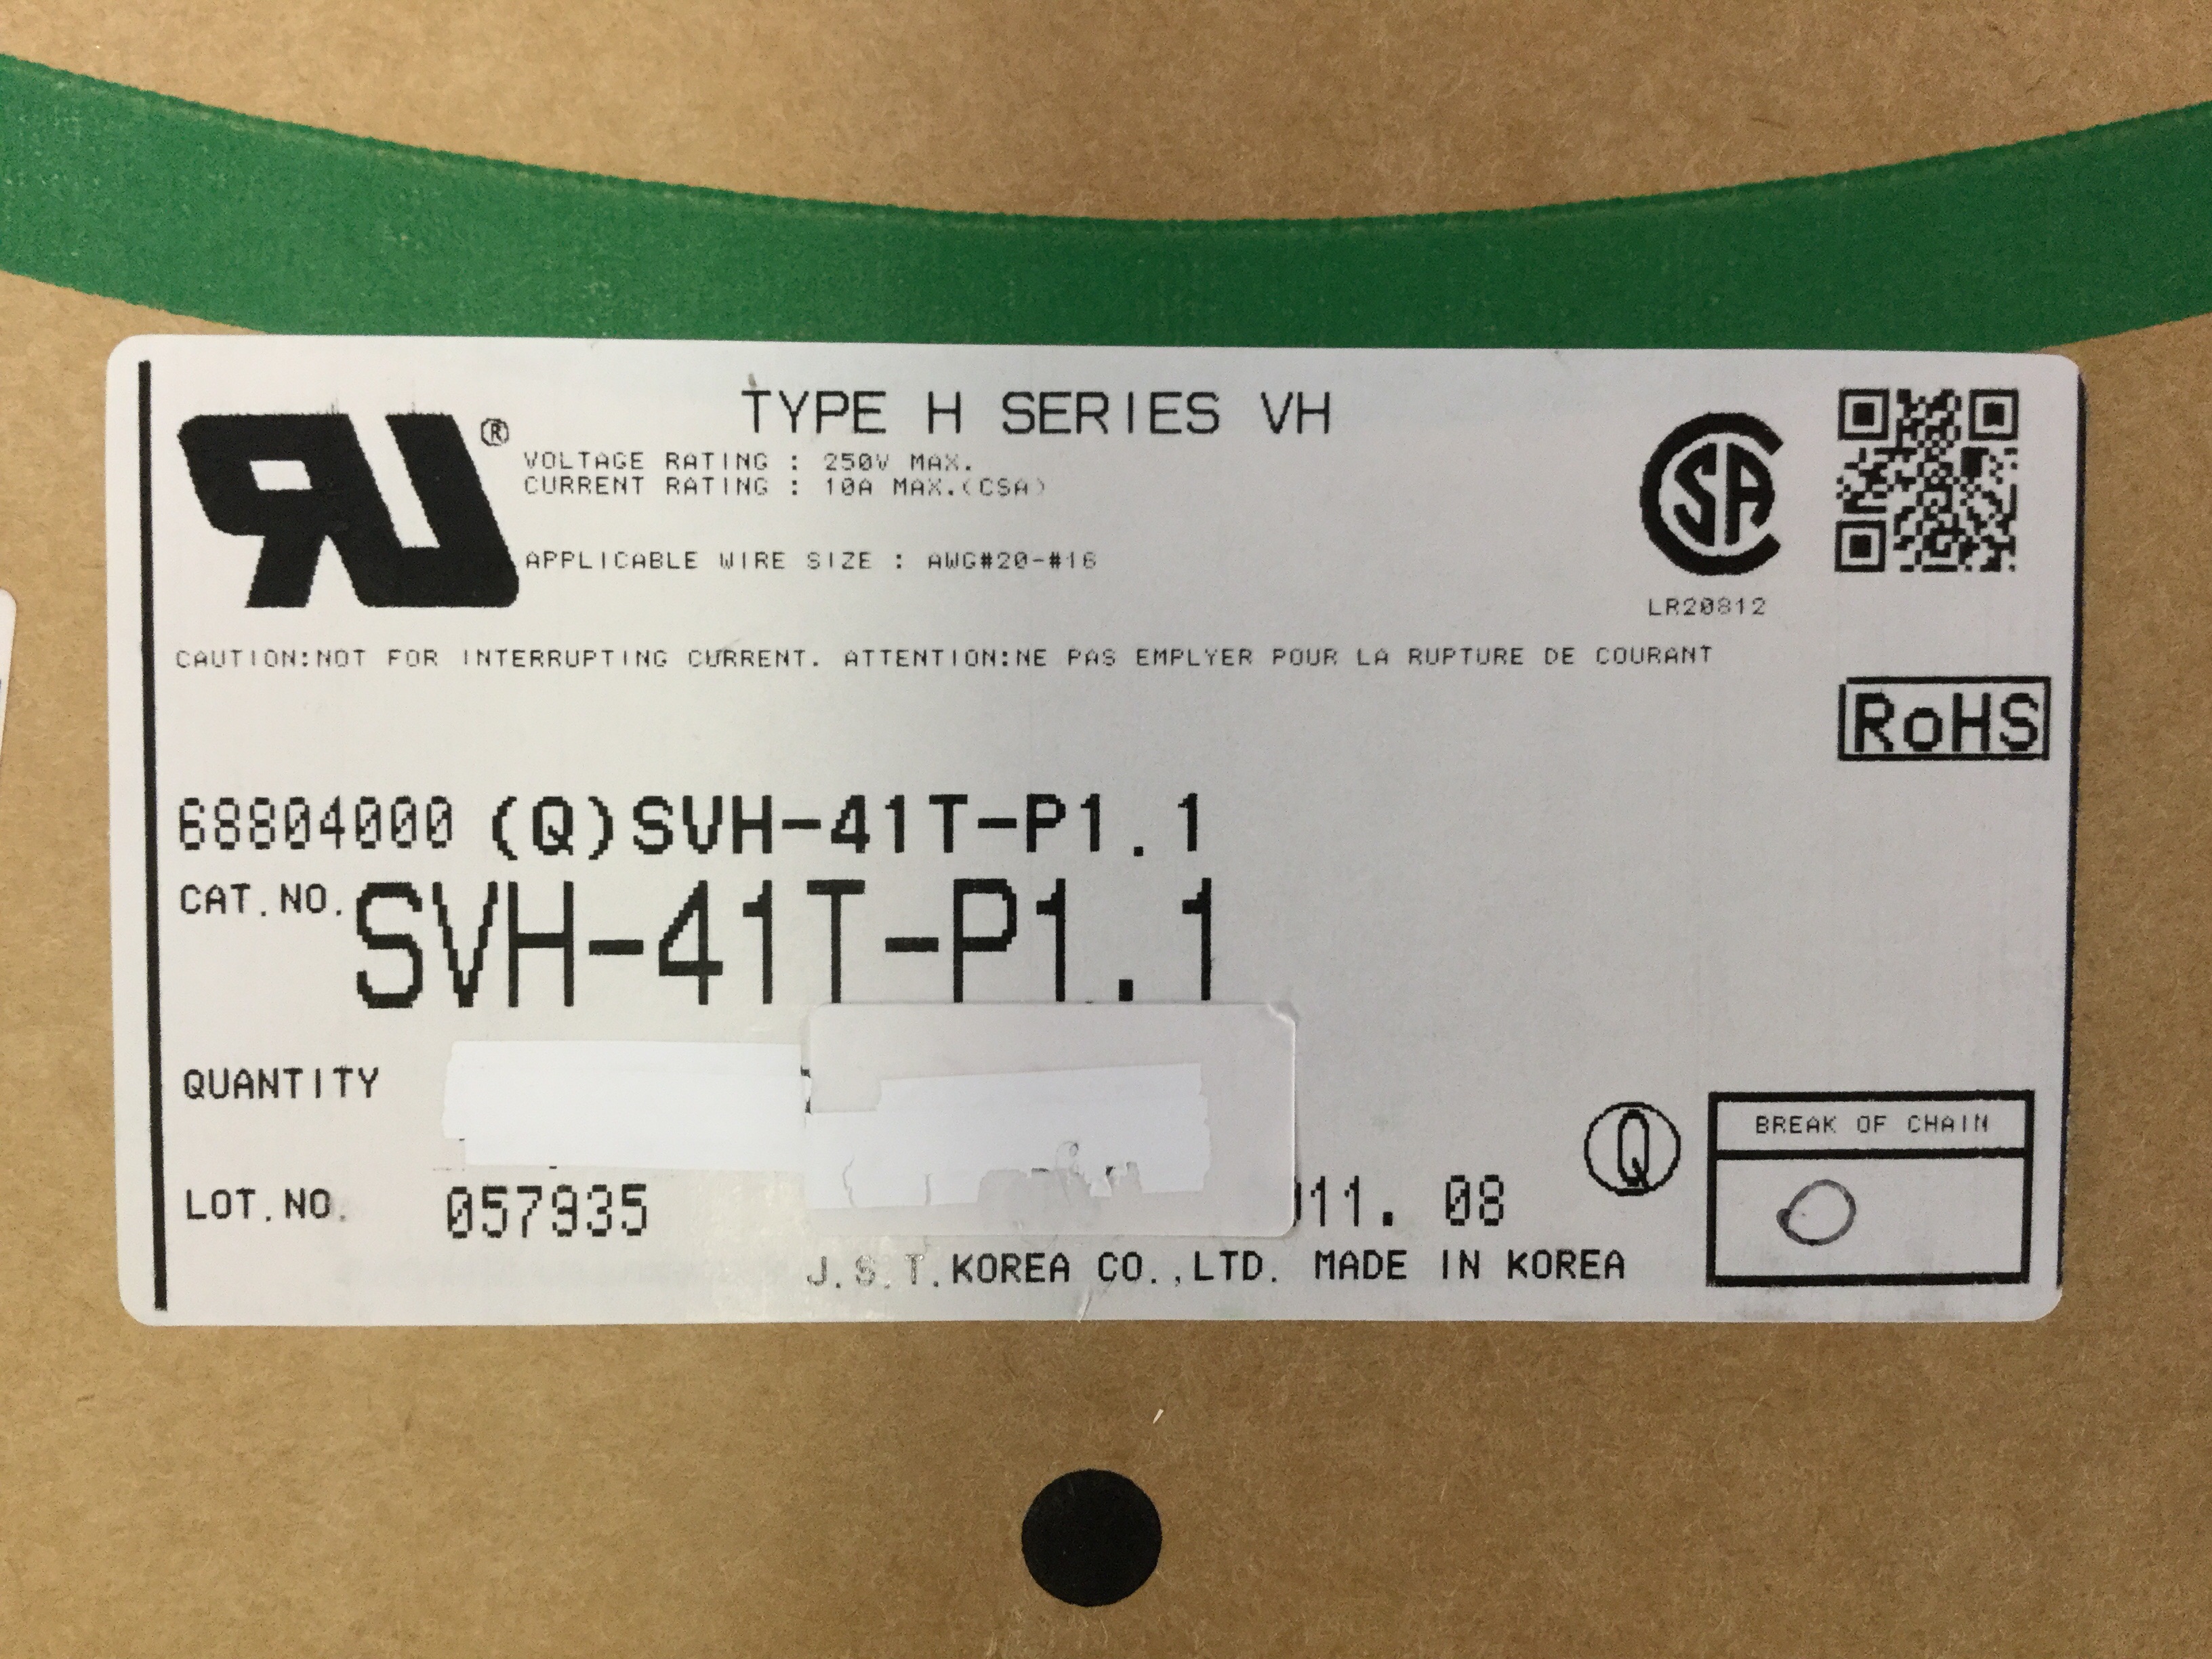 TYPE H SERIES VH
VOLTAGE RATING : 250V MAX.
CURRENT RATING : 10A MAX.(CSA)
APPLICABLE WIRE SIZE : AWG#20-#16
LR20812
CAUTION:NOT FOR INTERRUPTING CURRENT. ATTENTION:NE PAS EMPLYER POUR LA RUPTURE DE COURANT
RoHS
68804000 (Q)SVH-41T-P1.1
CAT.NO. SVH-41T-P1.1
QUANTITY
Q
BREAK OF CHAIN
LOT.NO. 057935 11. 08
J.S.T.KOREA CO.,LTD. MADE IN KOREA